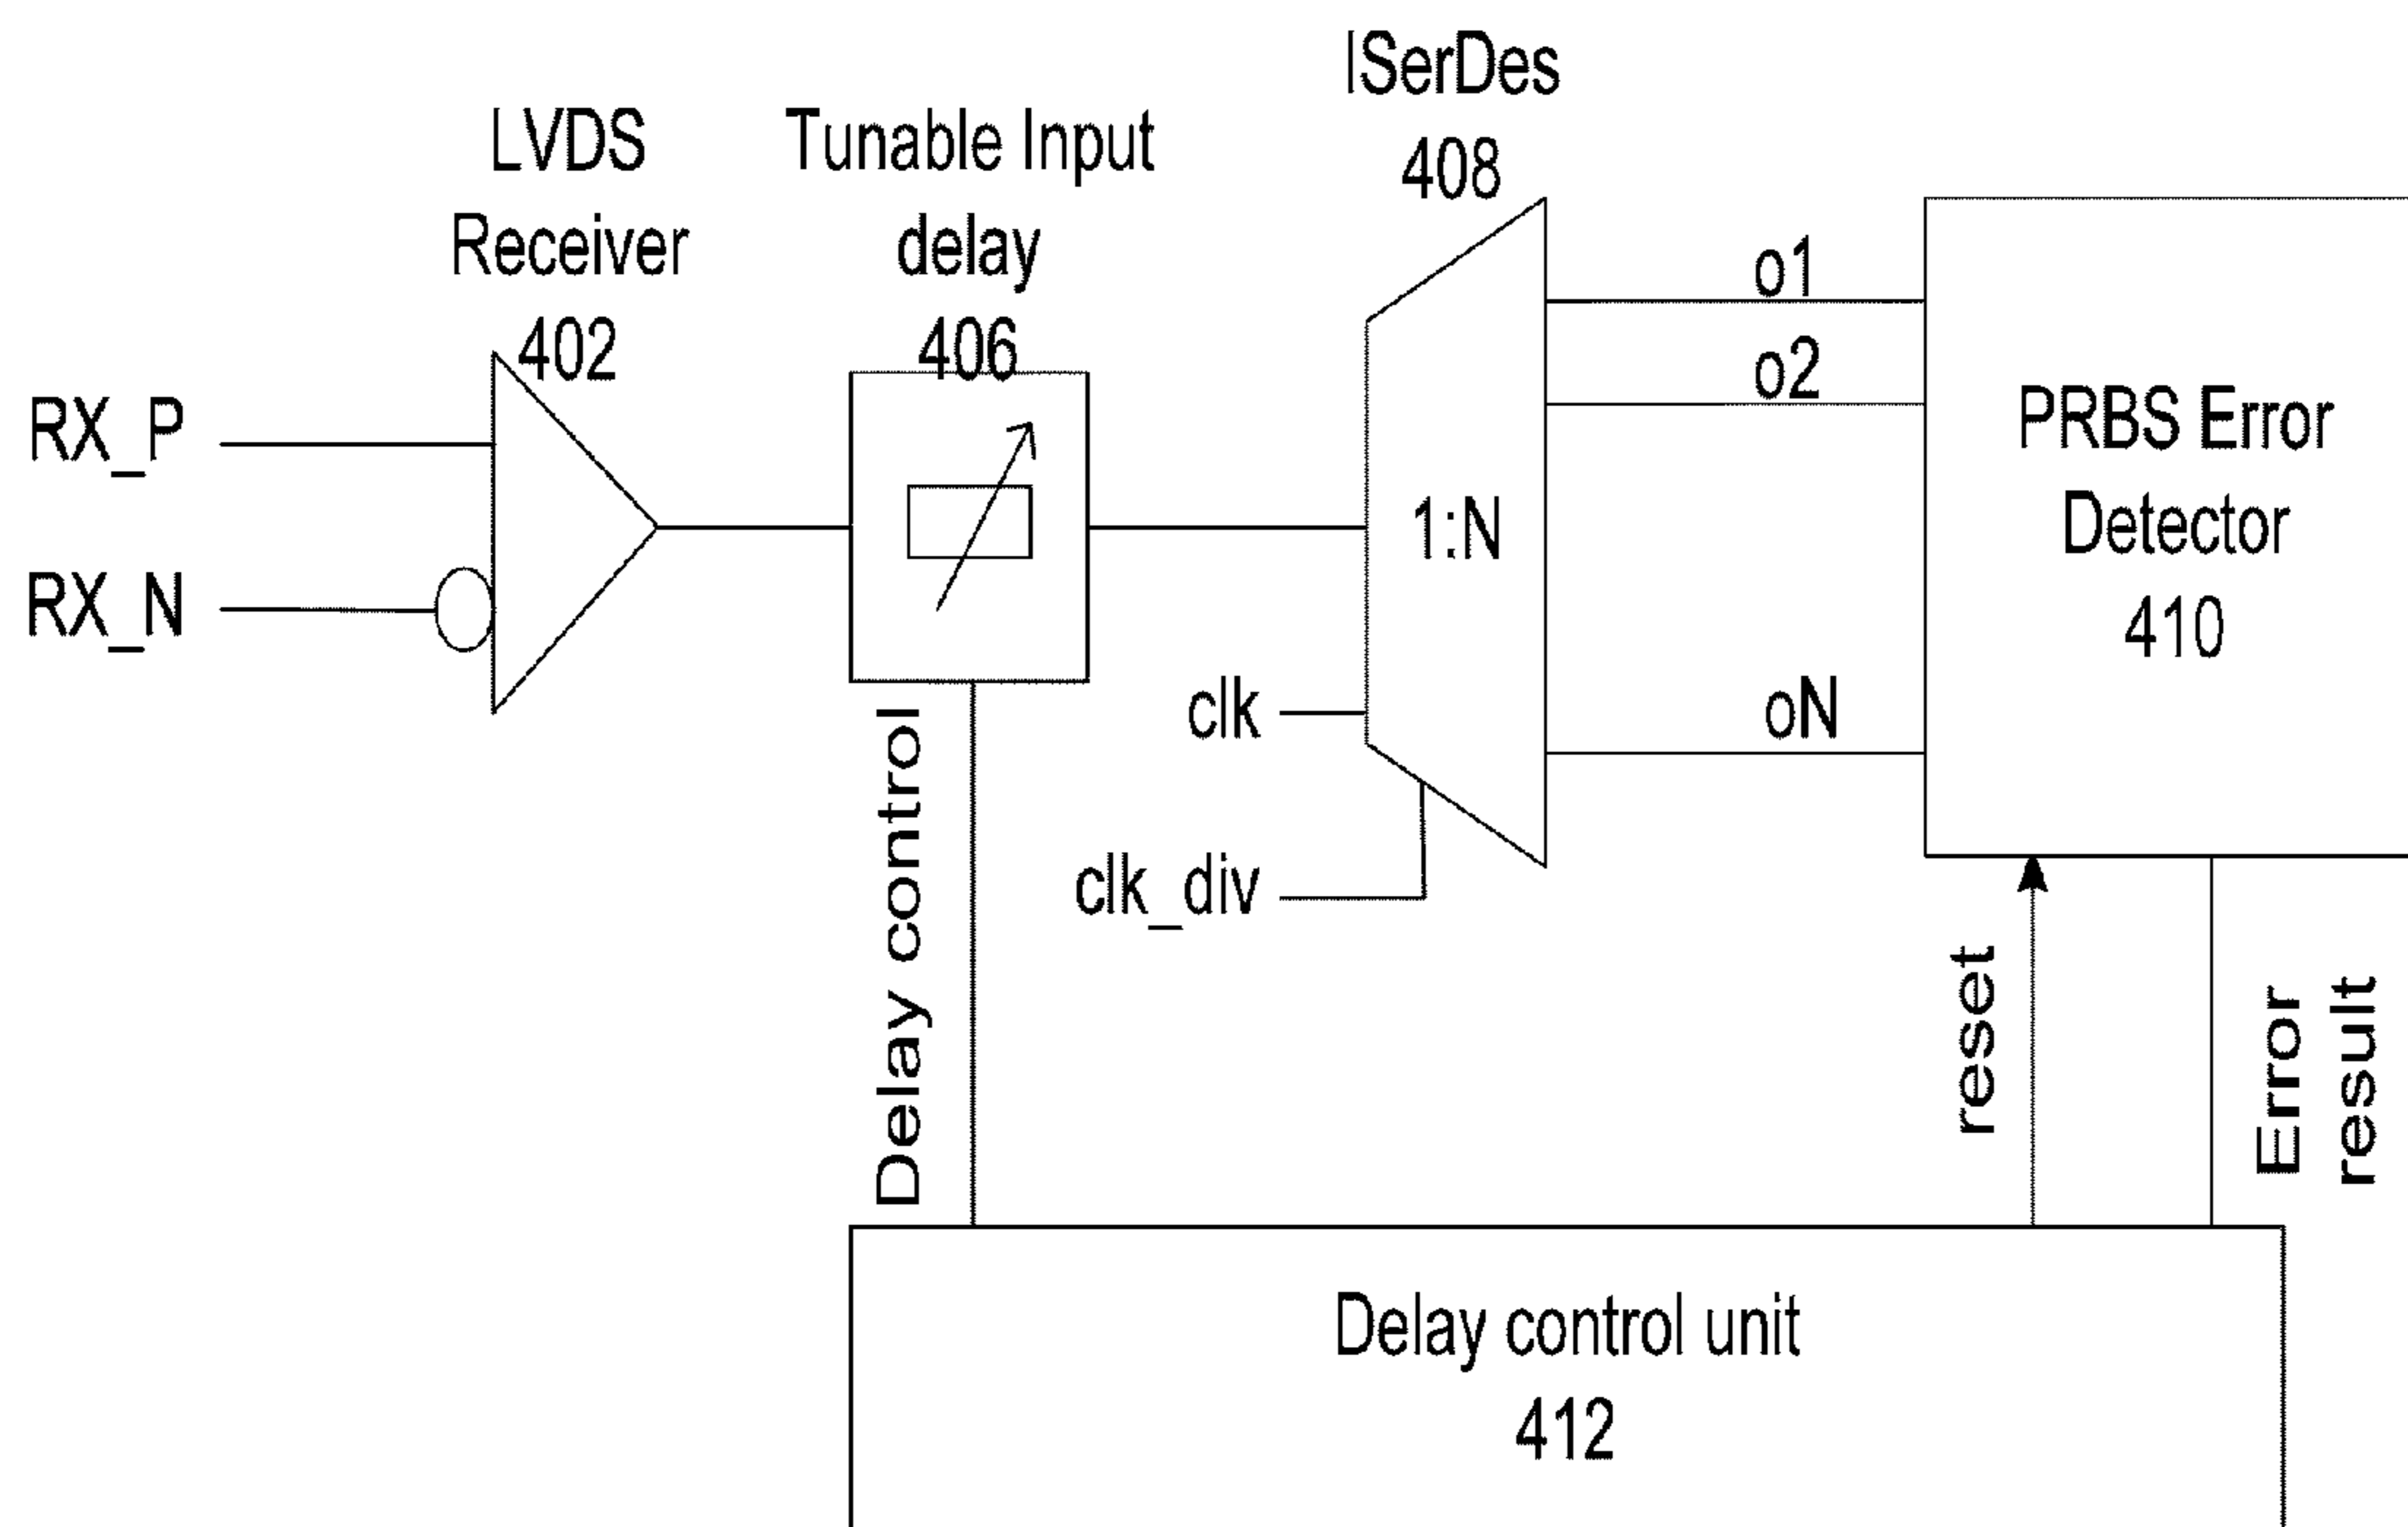 ISerDes
408
LVDS
Receiver
402
Tunable Input
delay
406
RX_P
RX_N
1:N
clk
clk_div
o1
o2
oN
PRBS Error
Detector
410
Delay control
reset
Error
result
Delay control unit
412